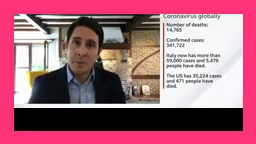 Coronavirus globally
Number of deaths:
14,765
Confirmed cases:
341,722
Italy now has more than
59,000 cases and 5,476
people have died.
The US has 35,224 cases
and 471 people have
died.